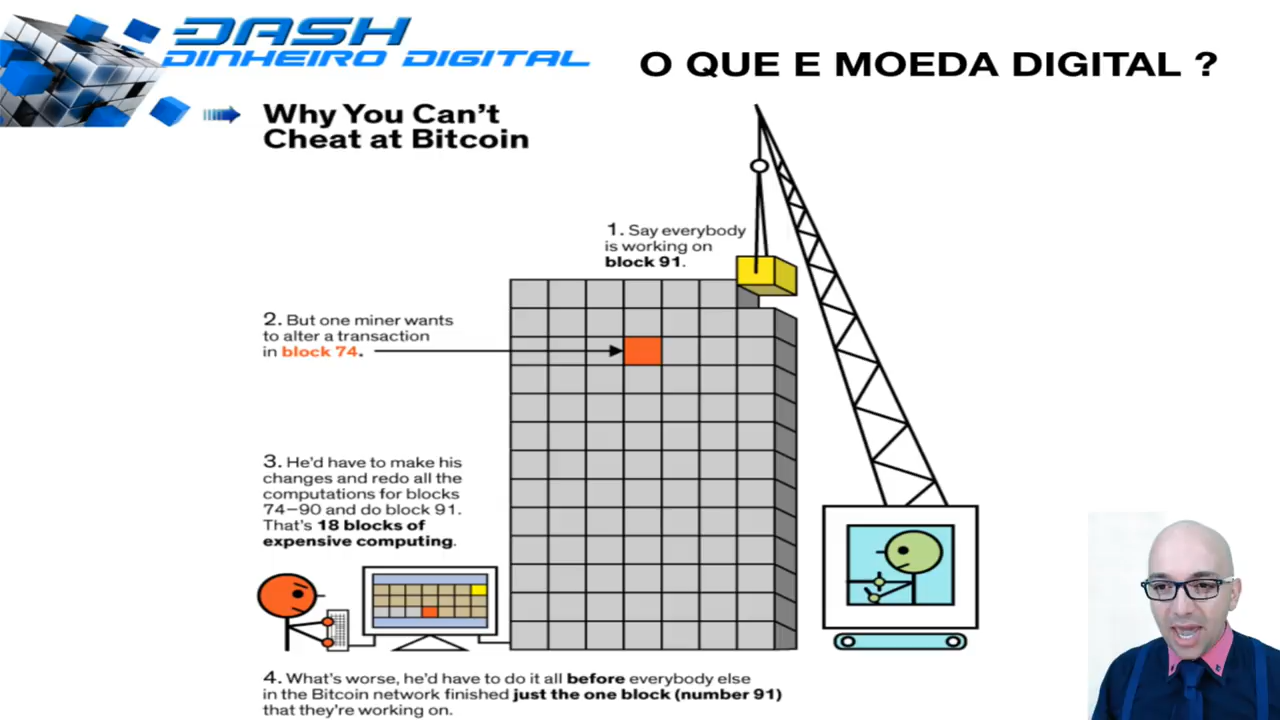 DASH
DINHEIRO DIGITAL
O QUE E MOEDA DIGITAL ?
Why You Can't
Cheat at Bitcoin
1. Say everybody
is working on
block 91.
2. But one miner wants
to alter a transaction
in block 74.
3. He'd have to make his
changes and redo all the
computations for blocks
74–90 and do block 91.
That's 18 blocks of
expensive computing.
4. What's worse, he'd have to do it all before everybody else
in the Bitcoin network finished just the one block (number 91)
that they're working on.